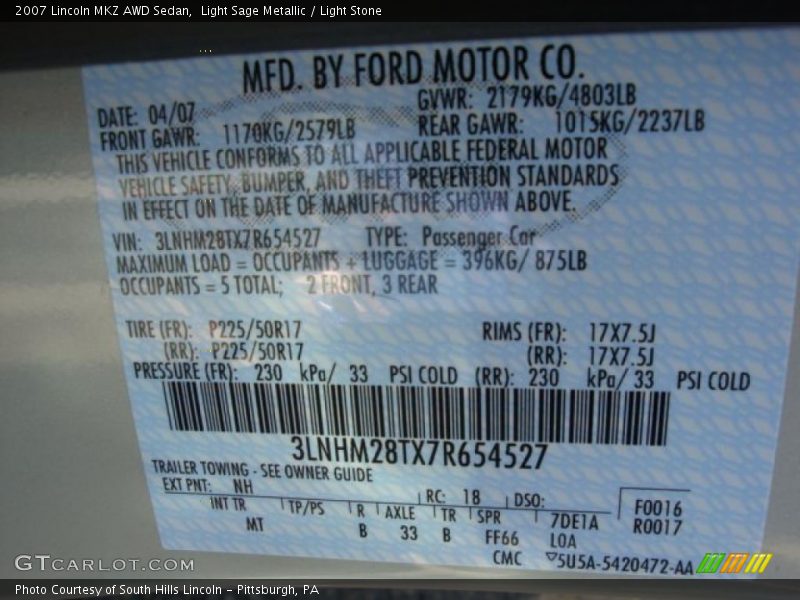 2007 Lincoln MKZ AWD Sedan,  Light Sage Metallic / Light Stone
MFD. BY FORD MOTOR CO.
DATE: 04/07 GVWR: 2179KG/4803LB
FRONT GAWR: 1170KG/2579LB REAR GAWR: 1015KG/2237LB
THIS VEHICLE CONFORMS TO ALL APPLICABLE FEDERAL MOTOR
VEHICLE SAFETY, BUMPER, AND THEFT PREVENTION STANDARDS
IN EFFECT ON THE DATE OF MANUFACTURE SHOWN ABOVE.
VIN: 3LNHM28TX7R654527 TYPE: Passenger Car
MAXIMUM LOAD = OCCUPANTS + LUGGAGE = 396KG/ 875LB
OCCUPANTS = 5 TOTAL; 2 FRONT, 3 REAR
TIRE (FR): P225/50R17 RIMS (FR): 17X7.5J
(RR): P225/50R17 (RR): 17X7.5J
PRESSURE (FR): 230 kPa/ 33 PSI COLD (RR): 230 kPa/ 33 PSI COLD
3LNHM28TX7R654527
TRAILER TOWING - SEE OWNER GUIDE
EXT PNT: NH RC: 18 DSO: F0016
INT TR TP/PS R AXLE TR SPR 7DE1A R0017
MT B 33 B FF66 LOA
CMC ▽5U5A-5420472-AA
GTCARLOT.COM
Photo Courtesy of South Hills Lincoln - Pittsburgh, PA